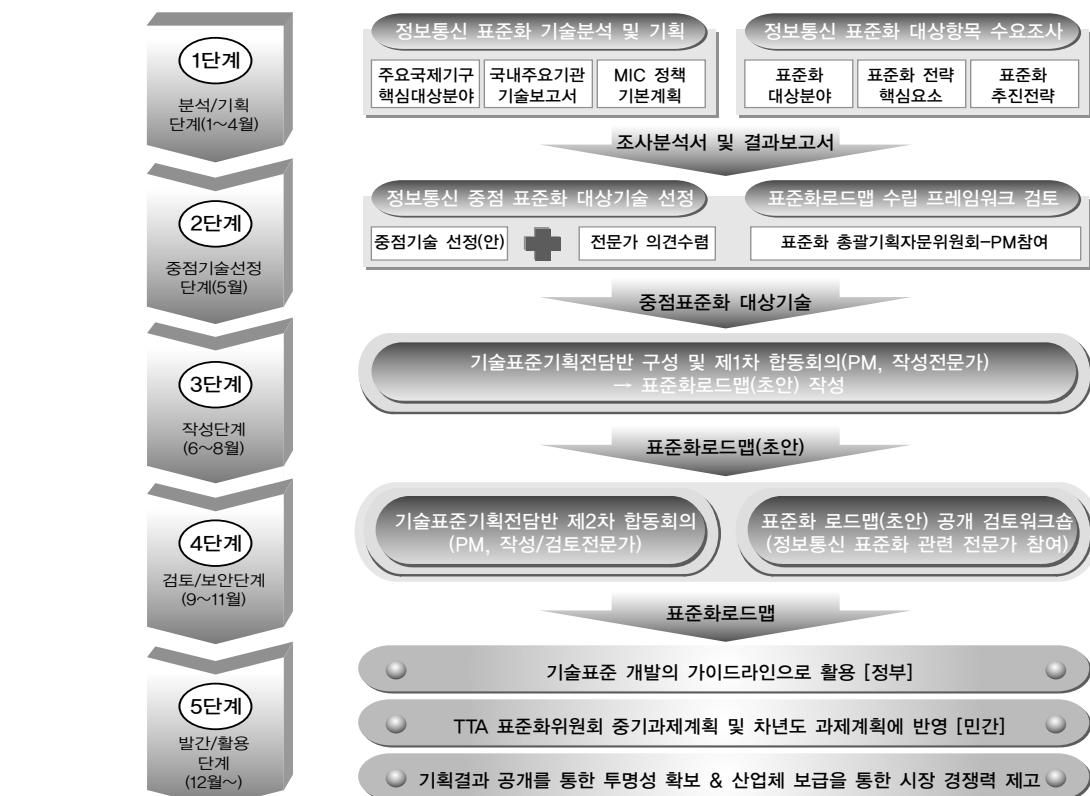 1단계
분석/기획
단계(1~4월)
정보통신 표준화 기술분석 및 기획
주요국제기구
핵심대상분야
국내주요기관
기술보고서
MIC 정책
기본계획
정보통신 표준화 대상항목 수요조사
표준화
대상분야
표준화 전략
핵심요소
표준화
추진전략
조사분석서 및 결과보고서
2단계
중점기술선정
단계(5월)
정보통신 중점 표준화 대상기술 선정
중점기술 선정(안)
전문가 의견수렴
표준화로드맵 수립 프레임워크 검토
표준화 총괄기획자문위원회-PM참여
중점표준화 대상기술
3단계
작성단계
(6~8월)
기술표준기획전담반 구성 및 제1차 합동회의(PM, 작성전문가)
→ 표준화로드맵(초안) 작성
표준화로드맵(초안)
4단계
검토/보안단계
(9~11월)
기술표준기획전담반 제2차 합동회의
(PM, 작성/검토전문가)
표준화 로드맵(초안) 공개 검토워크숍
(정보통신 표준화 관련 전문가 참여)
표준화로드맵
5단계
발간/활용
단계
(12월~)
기술표준 개발의 가이드라인으로 활용 [정부]
TTA 표준화위원회 중기과제계획 및 차년도 과제계획에 반영 [민간]
기획결과 공개를 통한 투명성 확보 & 산업체 보급을 통한 시장 경쟁력 제고